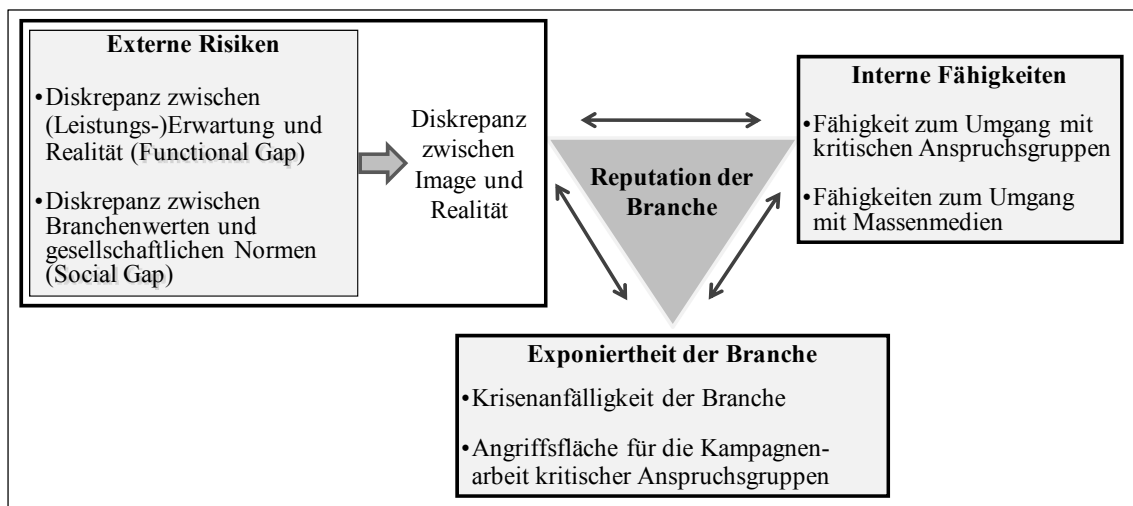 Externe Risiken
•Diskrepanz zwischen
(Leistungs-)Erwartung und
Realität (Functional Gap)
•Diskrepanz zwischen
Branchenwerten und
gesellschaftlichen Normen
(Social Gap)
Diskrepanz
zwischen
Image und
Realität
Reputation der
Branche
Interne Fähigkeiten
•Fähigkeit zum Umgang mit
kritischen Anspruchsgruppen
•Fähigkeiten zum Umgang
mit Massenmedien
Exponiertheit der Branche
•Krisenanfälligkeit der Branche
•Angriffsfläche für die Kampagnen-
arbeit kritischer Anspruchsgruppen